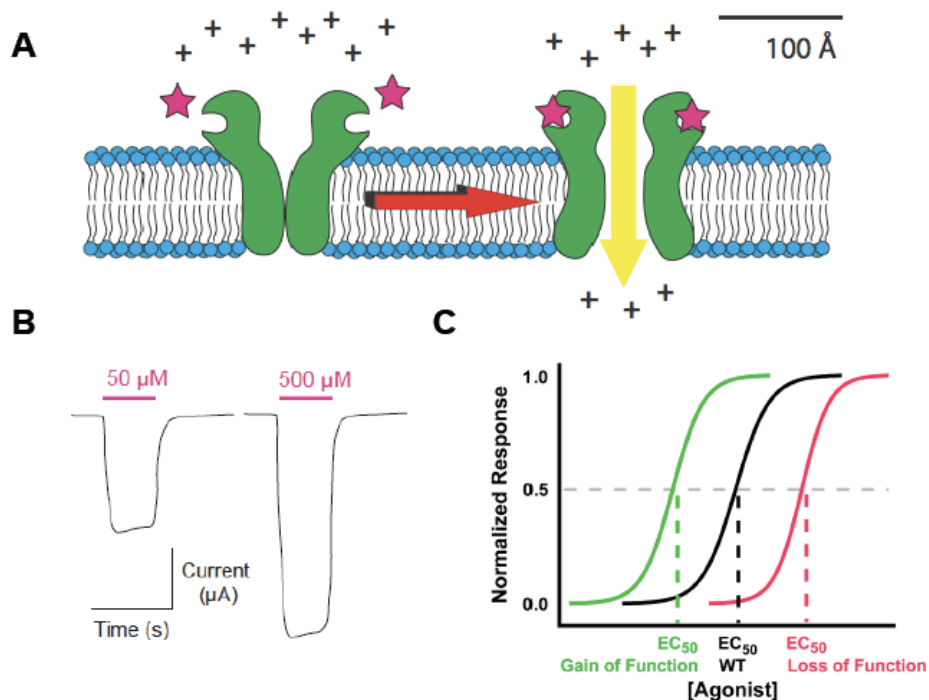 A
+ + + + + + + + +
+ + + + +
100 Å
+ + +
B
50 µM
500 µM
Current
(µA)
Time (s)
C
Normalized Response
1.0
0.5
0.0
EC50
Gain of Function
EC50
WT
EC50
Loss of Function
[Agonist]